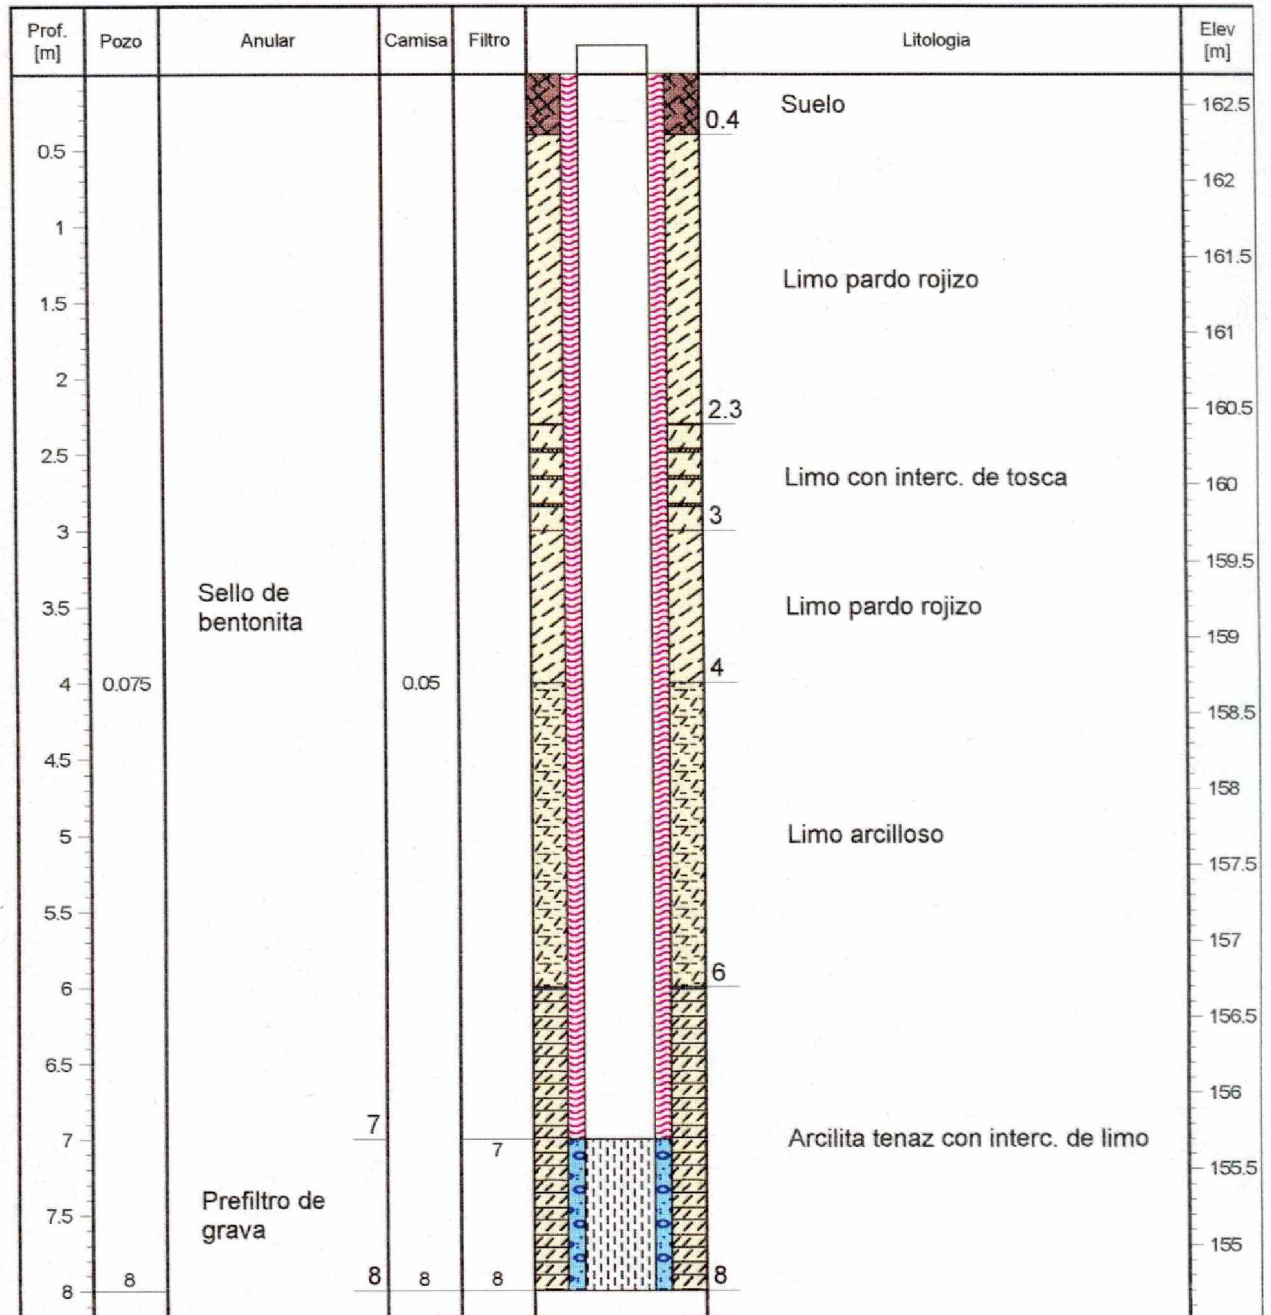 Prof.
[m]
Pozo
Anular
Camisa
Filtro
Litologia
Elev
[m]
Suelo
0.4
162.5
0.5
162
1
161.5
Limo pardo rojizo
1.5
161
2
160.5
2.3
2.5
Limo con interc. de tosca
160
3
3
159.5
Sello de
bentonita
3.5
Limo pardo rojizo
159
4
4
0.075
0.05
158.5
4.5
158
5
Limo arcilloso
157.5
5.5
157
6
6
156.5
6.5
156
7
7
7
Arcilita tenaz con interc. de limo
155.5
Prefiltro de
grava
7.5
155
8
8
8
8
8
8